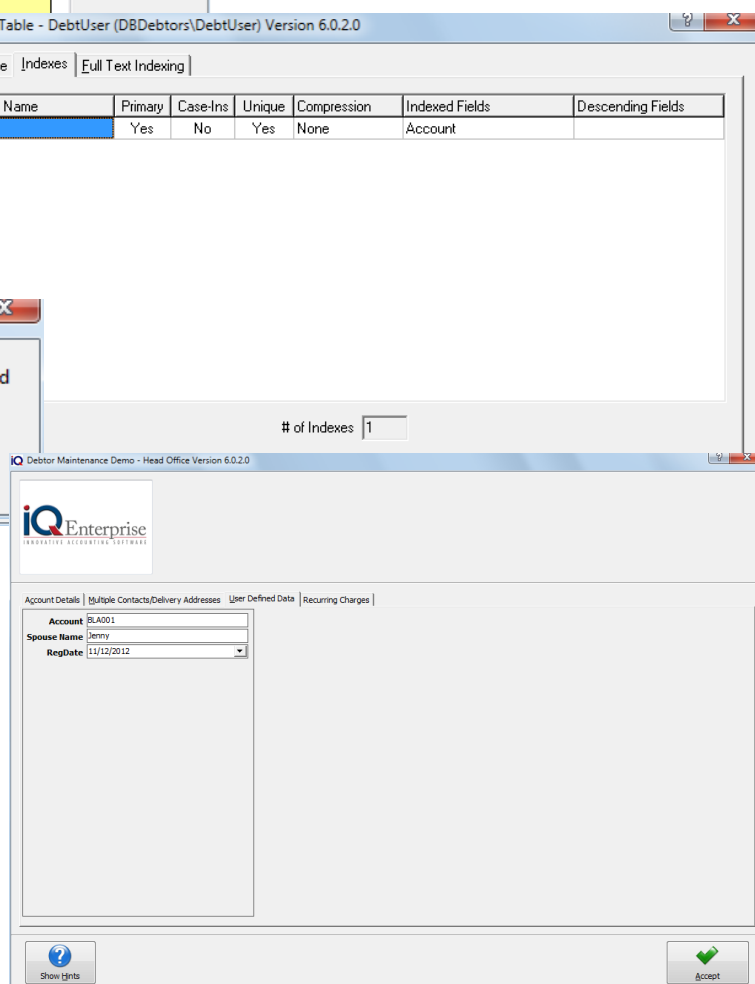 Table - DebtUser (DBDebtors\DebtUser) Version 6.0.2.0
e Indexes Full Text Indexing
Name Primary Case-Ins Unique Compression Indexed Fields Descending Fields
Yes No Yes None Account
d
# of Indexes 1
iQ Debtor Maintenance Demo - Head Office Version 6.0.2.0
iQ Enterprise
INNOVATIVE ACCOUNTING SOFTWARE
Account Details Multiple Contacts/Delivery Addresses User Defined Data Recurring Charges
Account BLA001
Spouse Name Jenny
RegDate 11/12/2012
Show Hints Accept